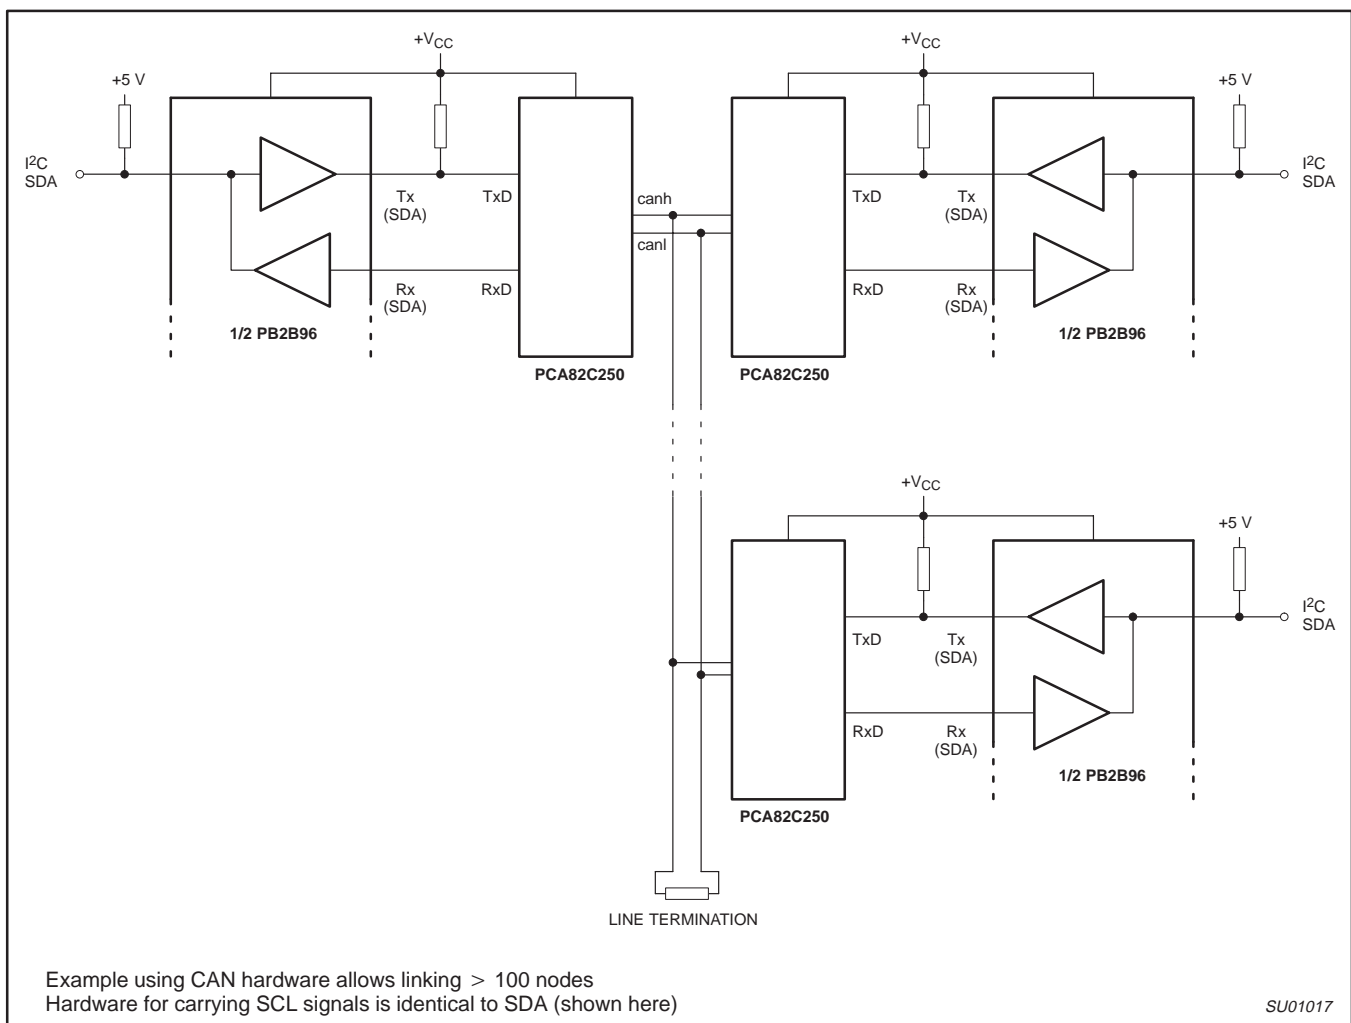 +VCC
+VCC
+5 V
+5 V
I2C
SDA
Tx
(SDA)
TxD
canh
canl
TxD
Tx
(SDA)
I2C
SDA
Rx
(SDA)
RxD
RxD
Rx
(SDA)
1/2 PB2B96
1/2 PB2B96
PCA82C250
PCA82C250
+VCC
+5 V
TxD
Tx
(SDA)
I2C
SDA
RxD
Rx
(SDA)
1/2 PB2B96
PCA82C250
LINE TERMINATION
Example using CAN hardware allows linking > 100 nodes
Hardware for carrying SCL signals is identical to SDA (shown here)
SU01017